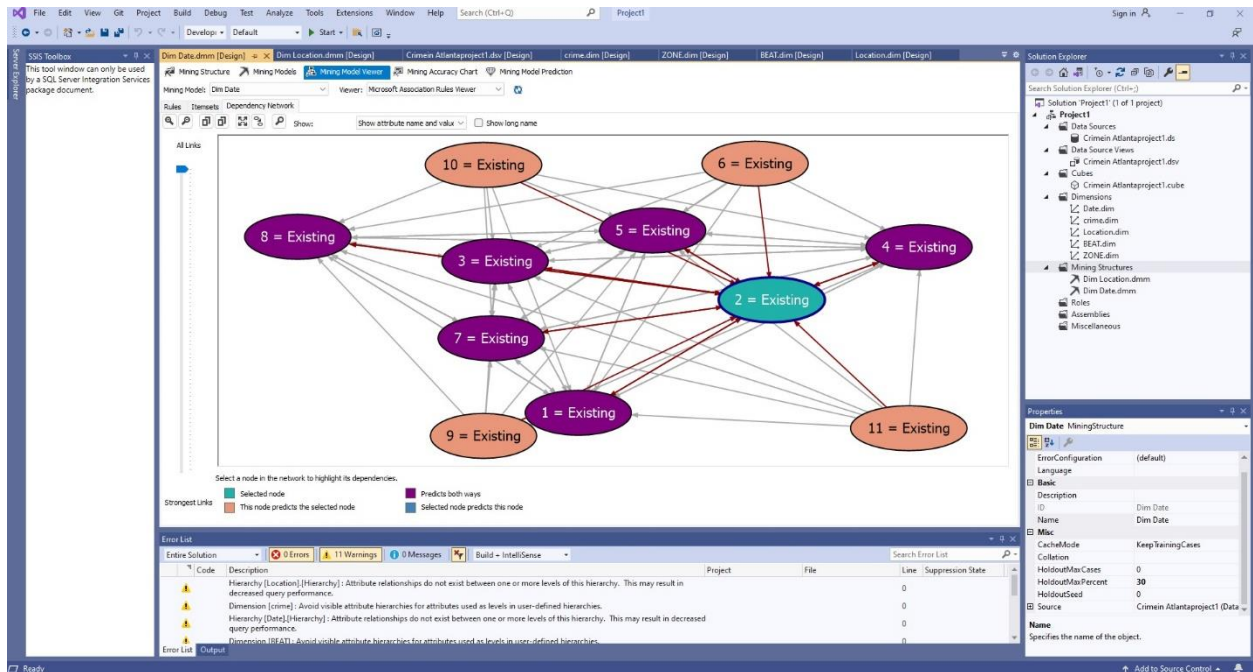 File Edit View Git Project Build Debug Test Analyze Tools Extensions Window Help Search (Ctrl+Q) Project1 Sign in
Developi Default Start
Server Explorer
SSIS Toolbox
This tool window can only be used
by a SQL Server Integration Services
package document.
Dim Date.dmm [Design] Dim Location.dmm [Design] Crimein Atlantaproject1.dsv [Design] crime.dim [Design] ZONE.dim [Design] BEAT.dim [Design] Location.dim [Design]
Mining Structure Mining Models Mining Model Viewer Mining Accuracy Chart Mining Model Prediction
Mining Model: Dim Date Viewer: Microsoft Association Rules Viewer
Rules Itemsets Dependency Network
Show: Show attribute name and value Show long name
All Links
10 = Existing
6 = Existing
8 = Existing
5 = Existing
4 = Existing
3 = Existing
2 = Existing
7 = Existing
1 = Existing
9 = Existing
11 = Existing
Select a node in the network to highlight its dependencies.
Strongest Links
Selected node Predicts both ways
This node predicts the selected node Selected node predicts this node
Error List
Entire Solution 0 Errors 11 Warnings 0 Messages Build + IntelliSense Search Error List
Code Description Project File Line Suppression State
Hierarchy [Location].[Hierarchy] : Attribute relationships do not exist between one or more levels of this hierarchy. This may result in
decreased query performance. 0
Dimension [crime] : Avoid visible attribute hierarchies for attributes used as levels in user-defined hierarchies. 0
Hierarchy [Date].[Hierarchy] : Attribute relationships do not exist between one or more levels of this hierarchy. This may result in decreased
query performance. 0
Dimension [BEAT] : Avoid visible attribute hierarchies for attributes used as levels in user-defined hierarchies. 0
Error List Output
Solution Explorer
Search Solution Explorer (Ctrl+;)
Solution 'Project1' (1 of 1 project)
Project1
Data Sources
Crimein Atlantaproject1.ds
Data Source Views
Crimein Atlantaproject1.dsv
Cubes
Crimein Atlantaproject1.cube
Dimensions
Date.dim
crime.dim
Location.dim
BEAT.dim
ZONE.dim
Mining Structures
Dim Location.dmm
Dim Date.dmm
Roles
Assemblies
Miscellaneous
Properties
Dim Date MiningStructure
ErrorConfiguration (default)
Language
Basic
Description
ID Dim Date
Name Dim Date
Misc
CacheMode KeepTrainingCases
Collation
HoldoutMaxCases 0
HoldoutMaxPercent 30
HoldoutSeed 0
Source Crimein Atlantaproject1 (Data
Name
Specifies the name of the object.
Ready Add to Source Control